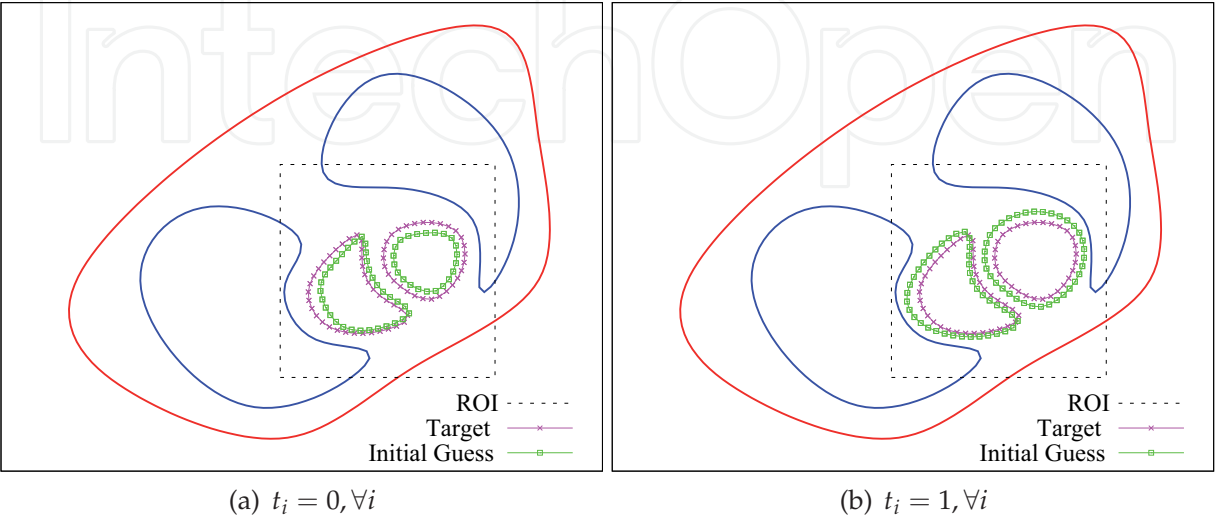 IntechOpen
ROI
Target
Initial Guess
(a) t_i = 0, ∀i
ROI
Target
Initial Guess
(b) t_i = 1, ∀i